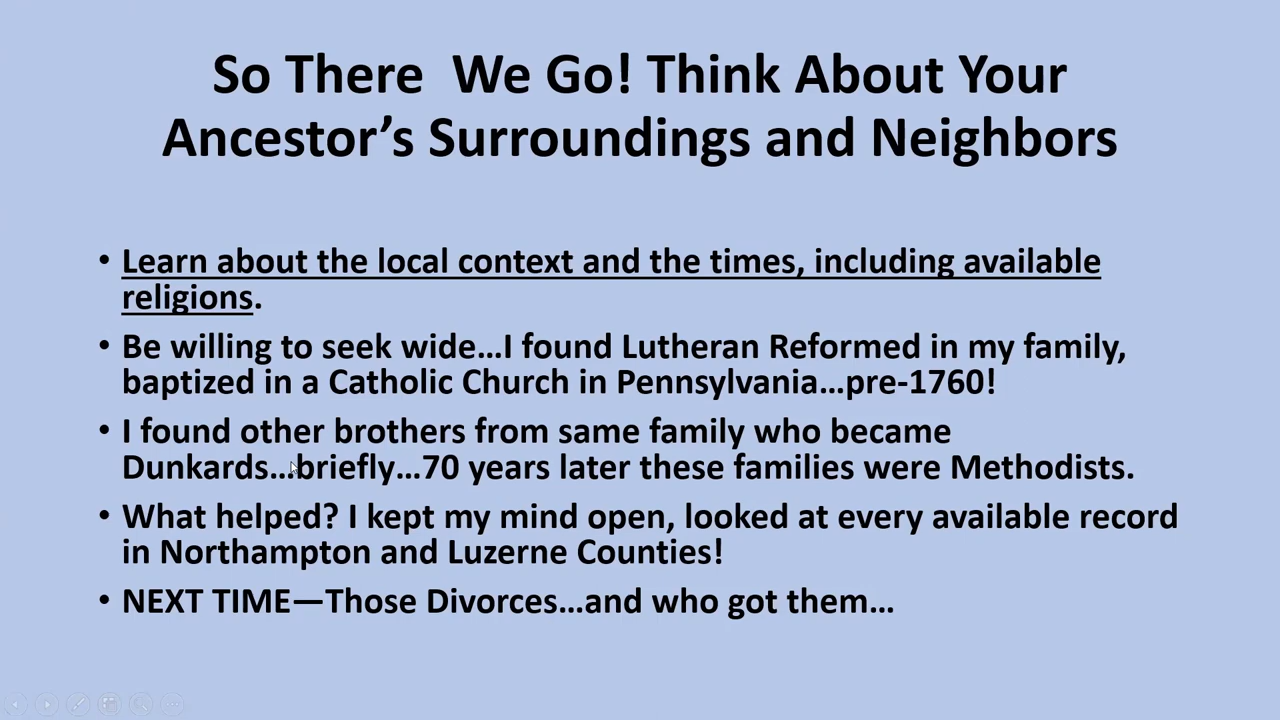 So There  We Go! Think About Your
Ancestor’s Surroundings and Neighbors
• Learn about the local context and the times, including available
religions.
• Be willing to seek wide…I found Lutheran Reformed in my family,
baptized in a Catholic Church in Pennsylvania…pre-1760!
• I found other brothers from same family who became
Dunkards…briefly…70 years later these families were Methodists.
• What helped? I kept my mind open, looked at every available record
in Northampton and Luzerne Counties!
• NEXT TIME—Those Divorces…and who got them…